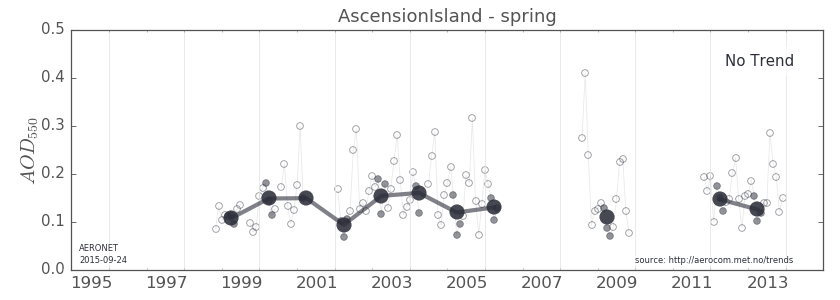 AscensionIsland - spring
0.5
No Trend
0.4
0.3
AOD550
0.2
0.1
AERONET
2015-09-24
source: http://aerocom.met.no/trends
0.0
1995 1997 1999 2001 2003 2005 2007 2009 2011 2013